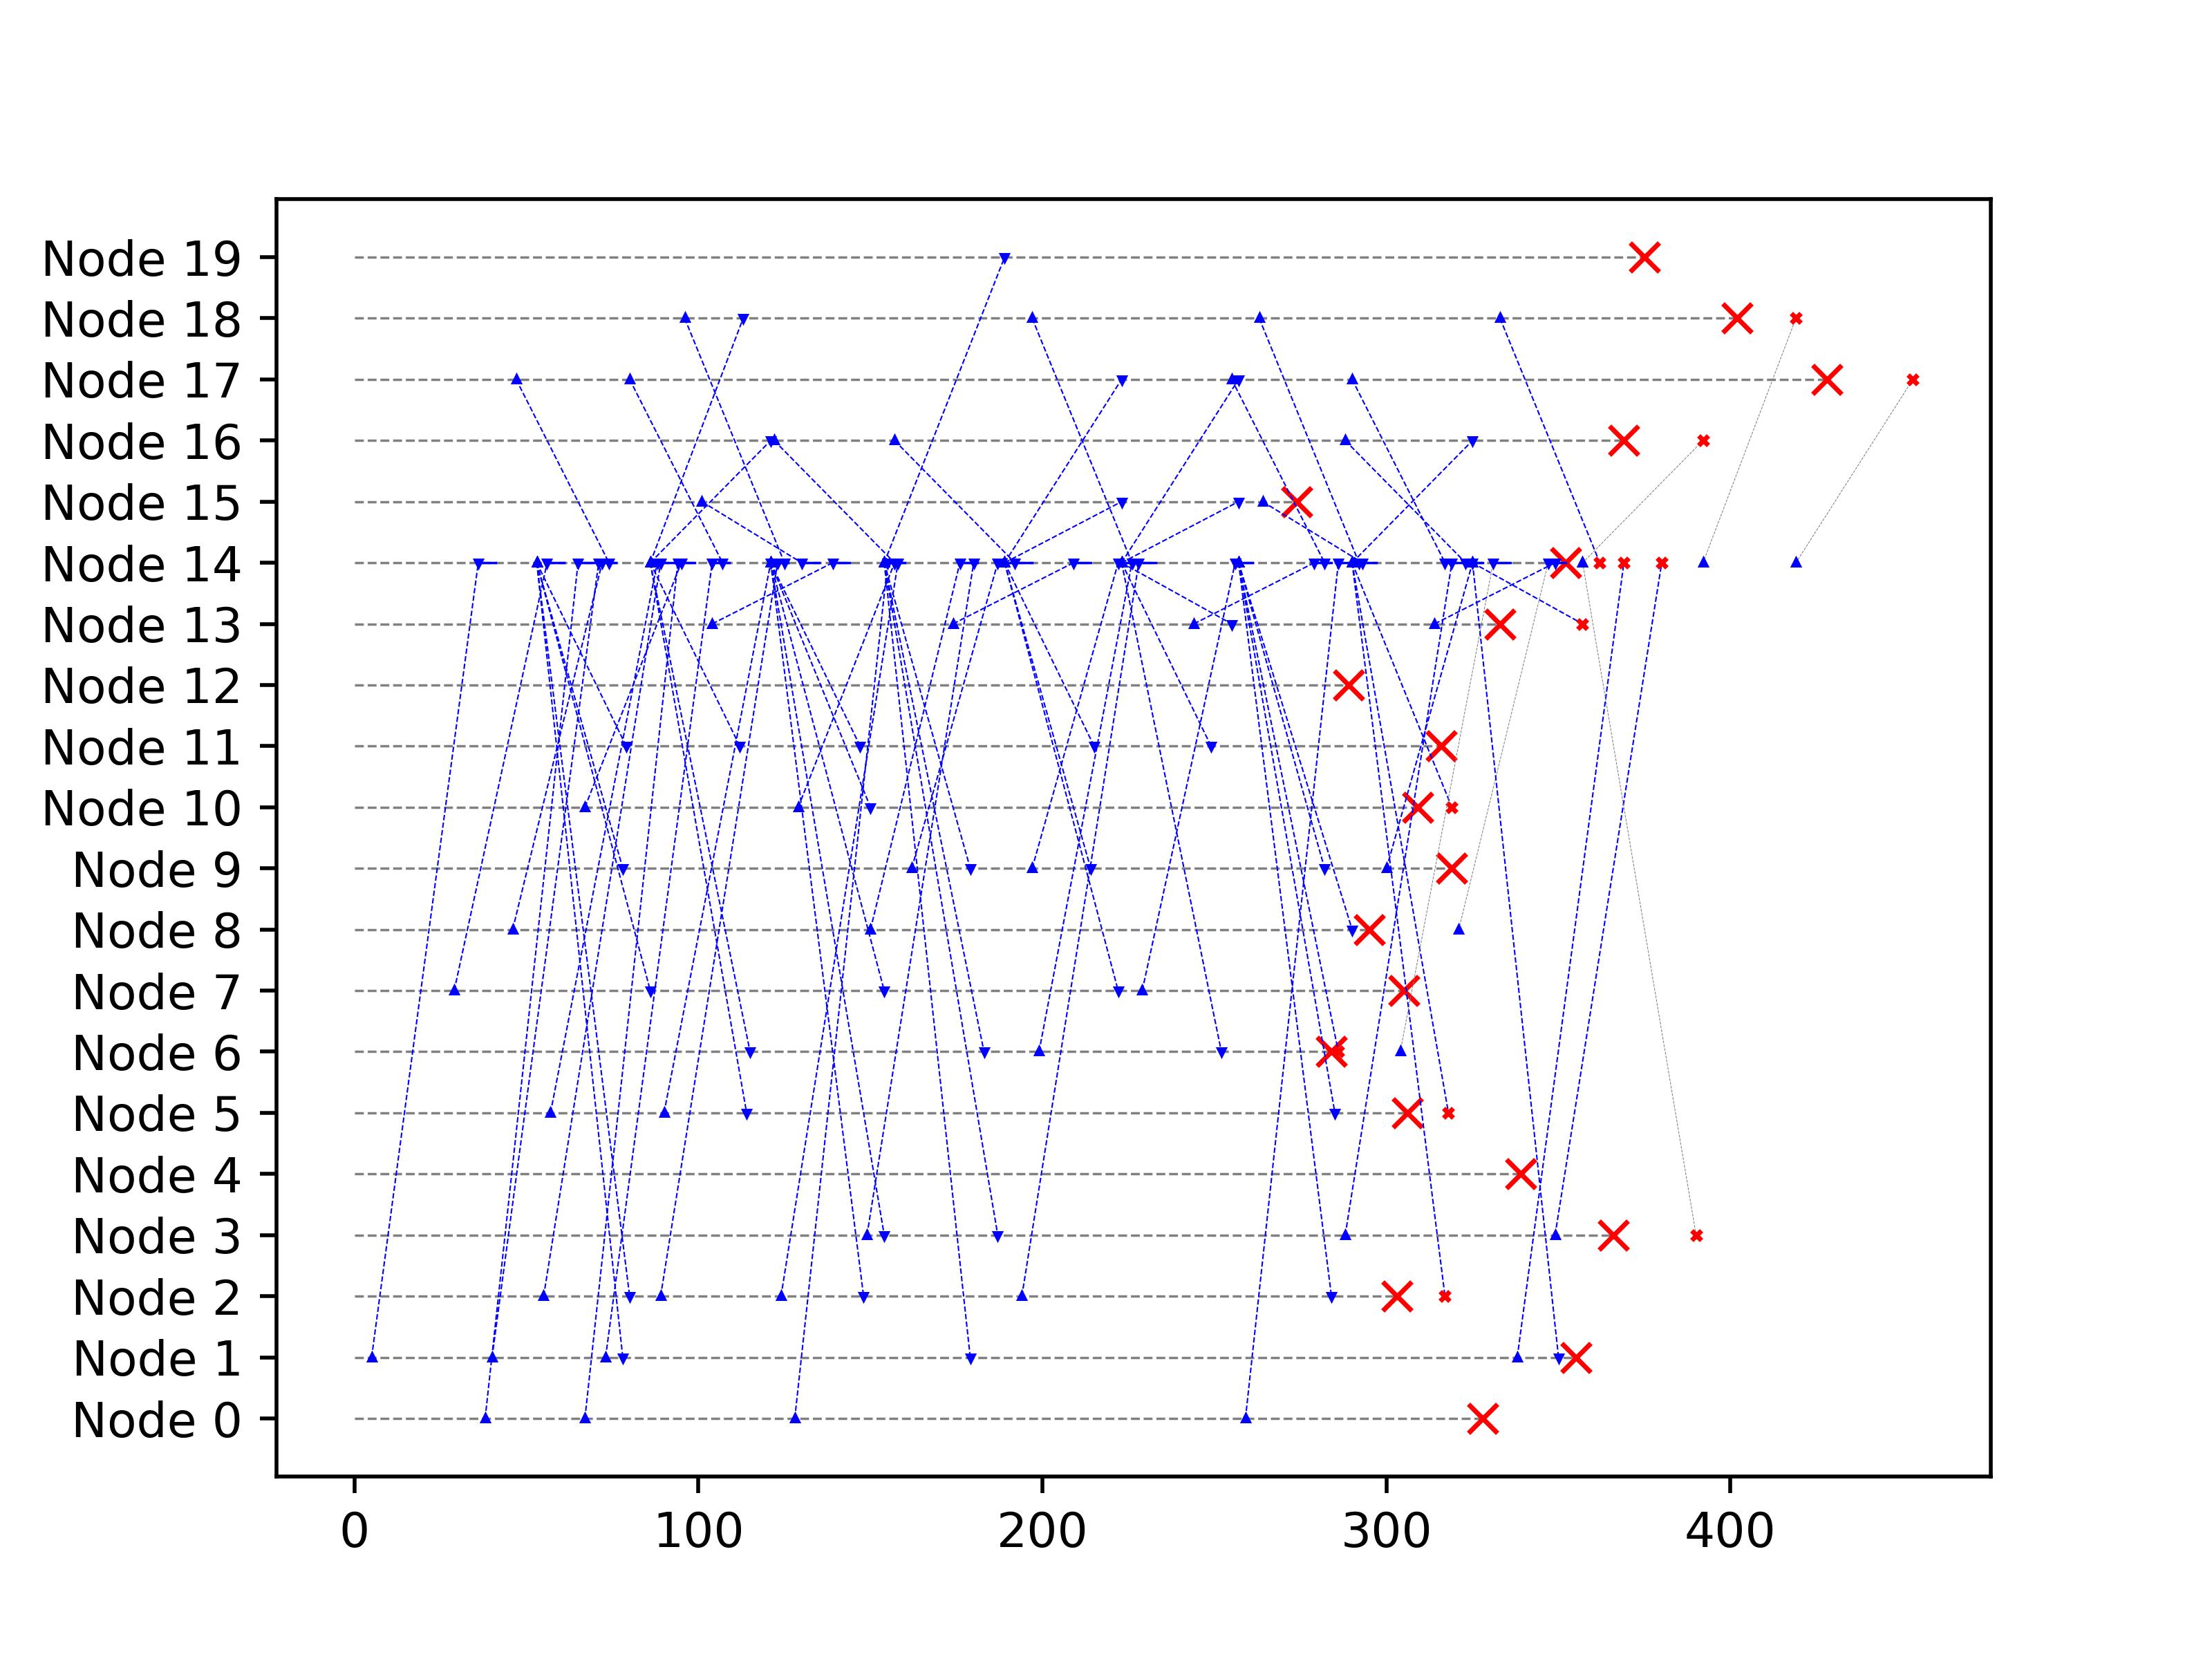 Node 19
Node 18
Node 17
Node 16
Node 15
Node 14
Node 13
Node 12
Node 11
Node 10
Node 9
Node 8
Node 7
Node 6
Node 5
Node 4
Node 3
Node 2
Node 1
Node 0
0 100 200 300 400